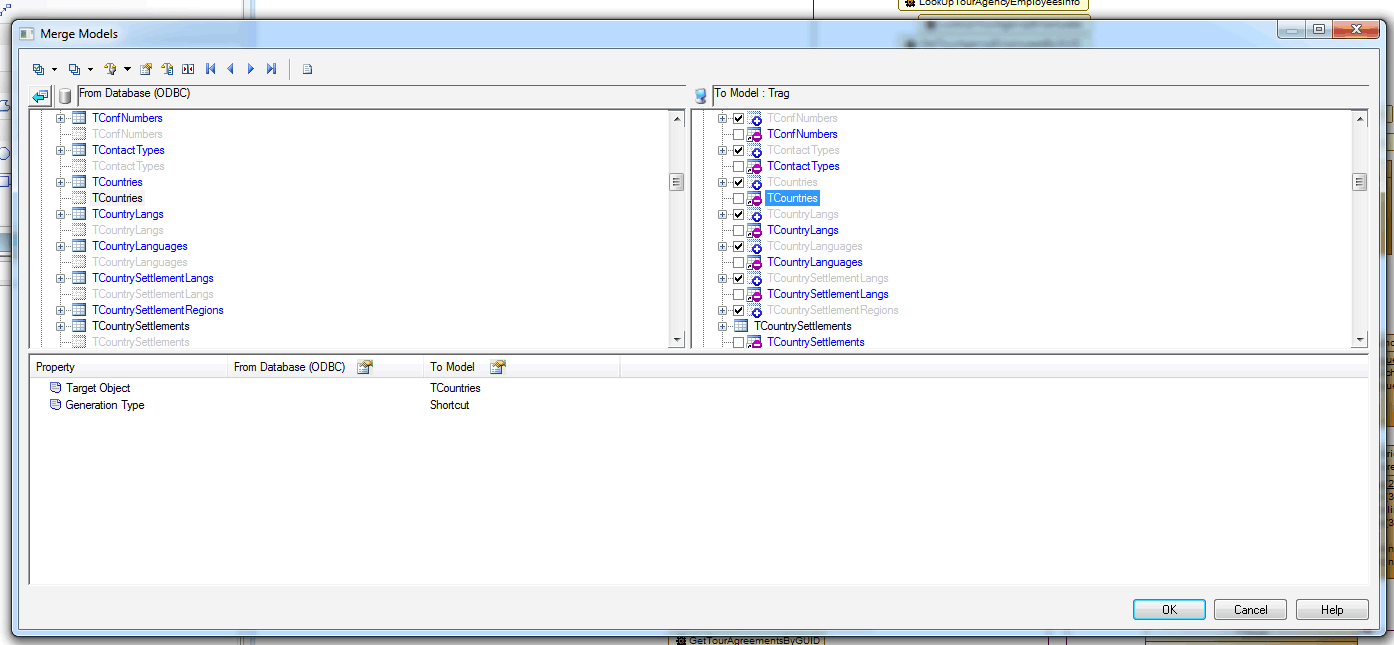 LookUpTourAgencyEmployeesInfo
Merge Models
From Database (ODBC)
To Model : Trag
TConfNumbers
TConfNumbers
TContactTypes
TContactTypes
TCountries
TCountries
TCountryLangs
TCountryLangs
TCountryLanguages
TCountryLanguages
TCountrySettlementLangs
TCountrySettlementLangs
TCountrySettlementRegions
TCountrySettlements
TCountrySettlements
TConfNumbers
TConfNumbers
TContactTypes
TContactTypes
TCountries
TCountries
TCountryLangs
TCountryLangs
TCountryLanguages
TCountryLanguages
TCountrySettlementLangs
TCountrySettlementLangs
TCountrySettlementRegions
TCountrySettlements
TCountrySettlements
Property From Database (ODBC) To Model
Target Object TCountries
Generation Type Shortcut
OK Cancel Help
GetTourAgreementsByGUID